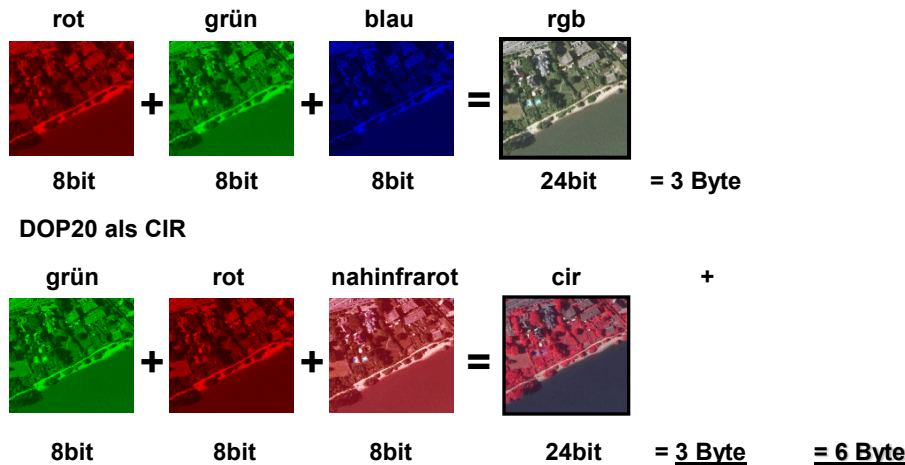 rot grün blau rgb
+ + =
8bit 8bit 8bit 24bit = 3 Byte
DOP20 als CIR
grün rot nahinfrarot cir +
+ + =
8bit 8bit 8bit 24bit = 3 Byte = 6 Byte